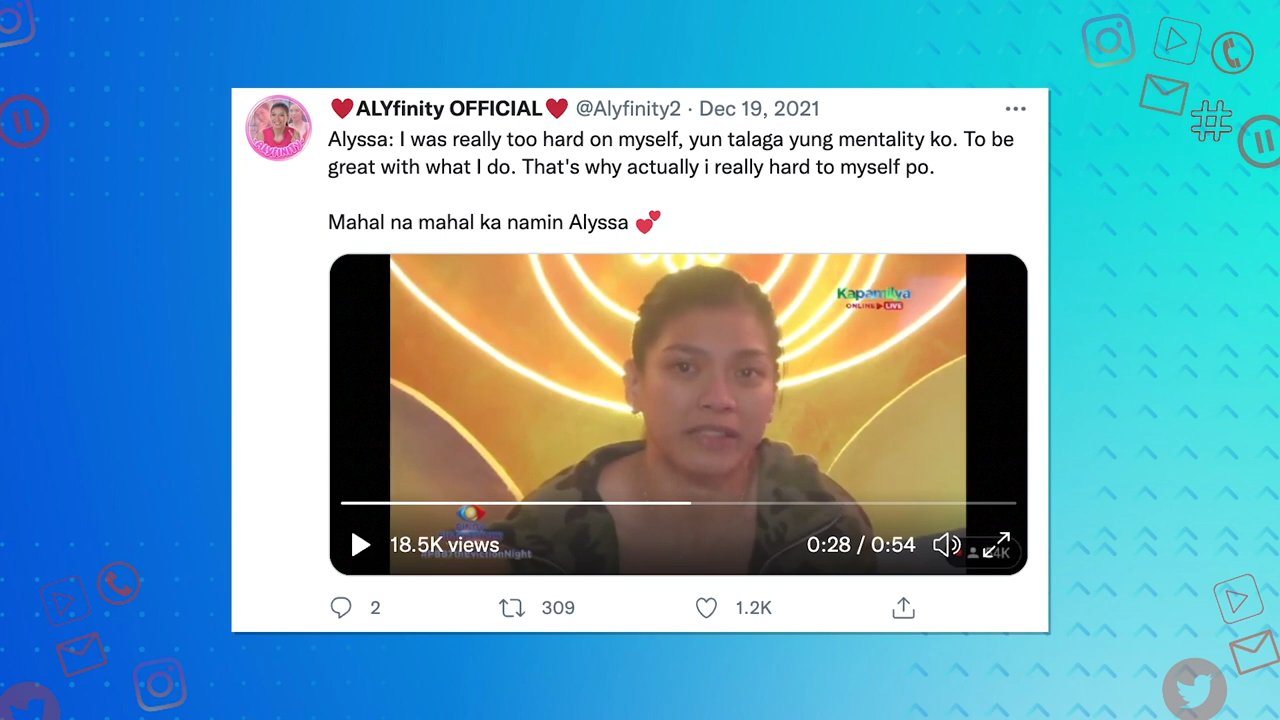 ❤️ALYfinity OFFICIAL❤️ @Alyfinity2 · Dec 19, 2021
Alyssa: I was really too hard on myself, yun talaga yung mentality ko. To be
great with what I do. That's why actually i really hard to myself po.
Mahal na mahal ka namin Alyssa 💕
Kapamilya
ONLINE LIVE
18.5K views
0:28 / 0:54
2
309
1.2K